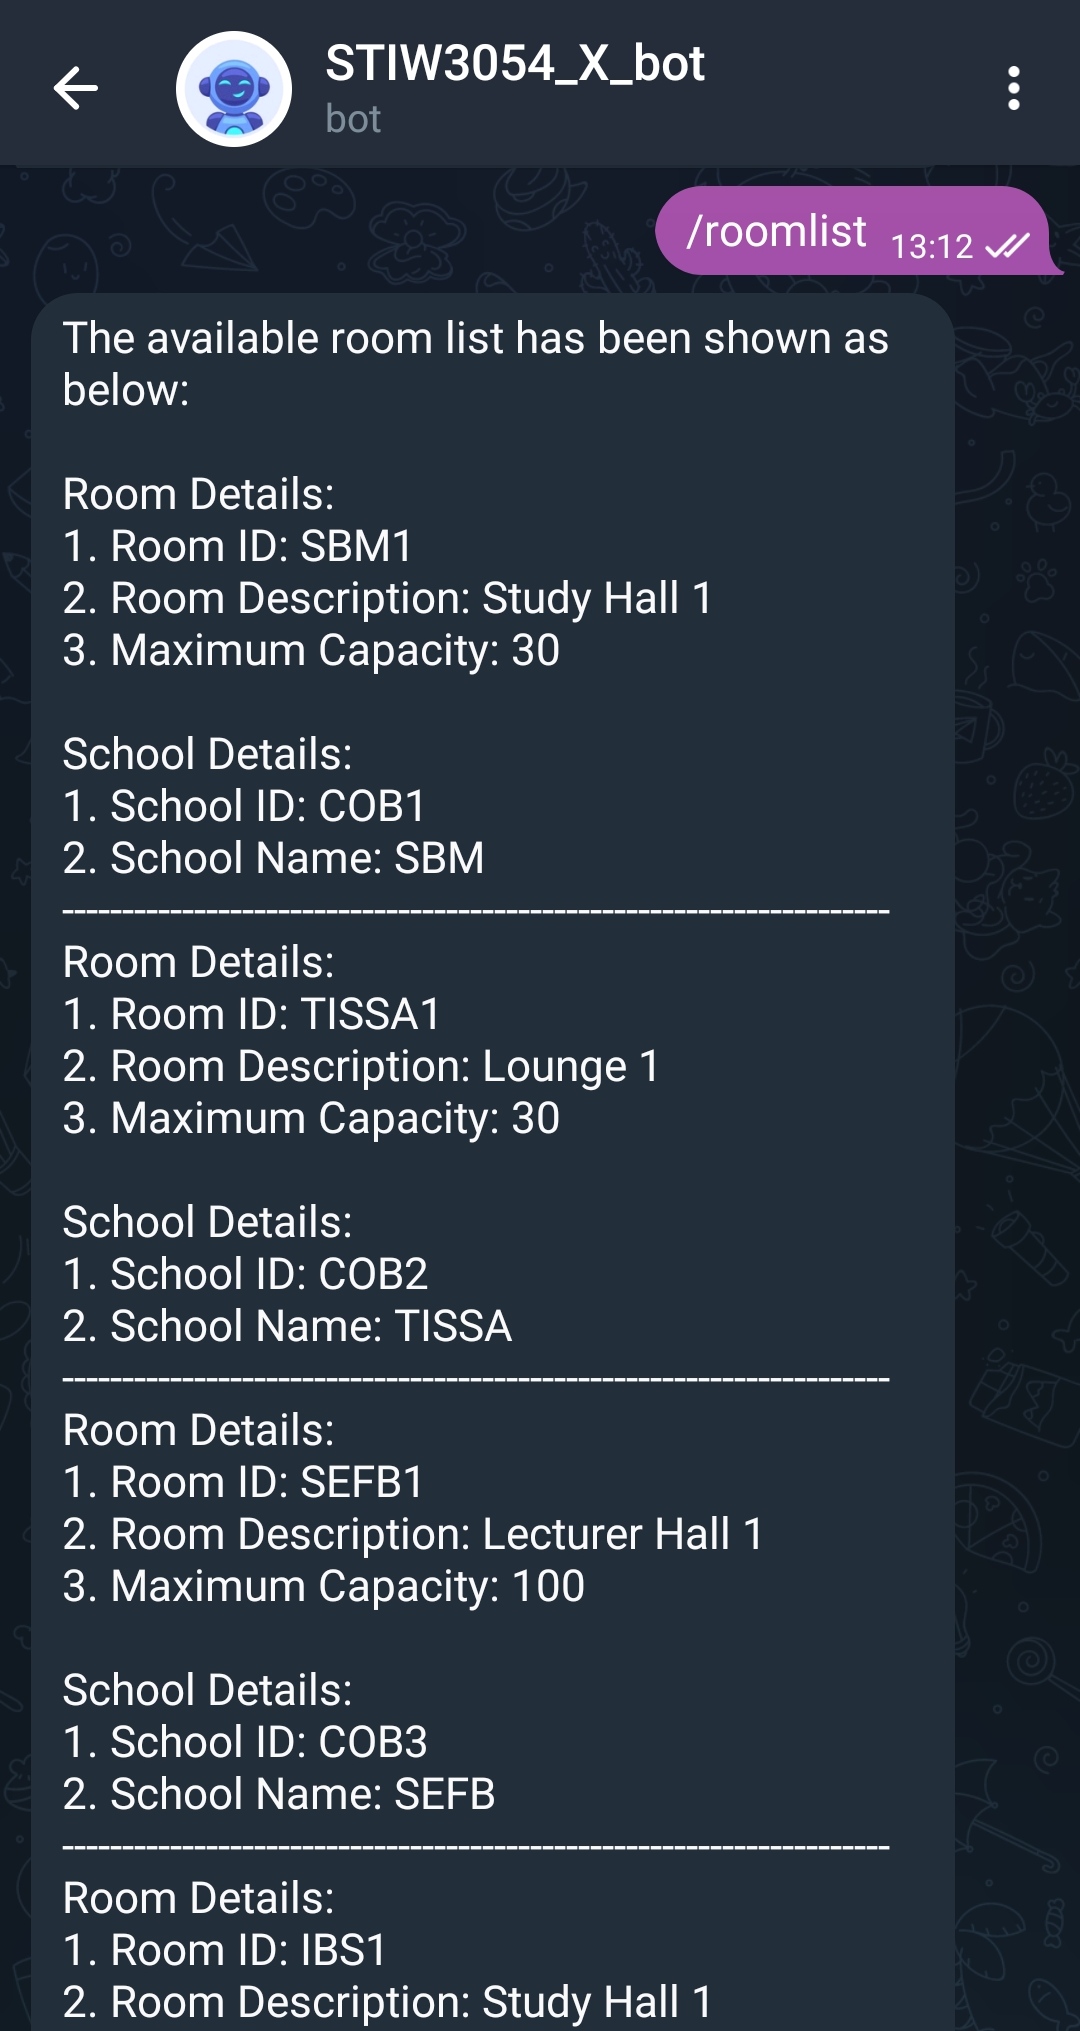 STIW3054_X_bot
bot
/roomlist 13:12
The available room list has been shown as
below:
Room Details:
1. Room ID: SBM1
2. Room Description: Study Hall 1
3. Maximum Capacity: 30
School Details:
1. School ID: COB1
2. School Name: SBM
---------------------------------------------------------------------
Room Details:
1. Room ID: TISSA1
2. Room Description: Lounge 1
3. Maximum Capacity: 30
School Details:
1. School ID: COB2
2. School Name: TISSA
---------------------------------------------------------------------
Room Details:
1. Room ID: SEFB1
2. Room Description: Lecturer Hall 1
3. Maximum Capacity: 100
School Details:
1. School ID: COB3
2. School Name: SEFB
---------------------------------------------------------------------
Room Details:
1. Room ID: IBS1
2. Room Description: Study Hall 1